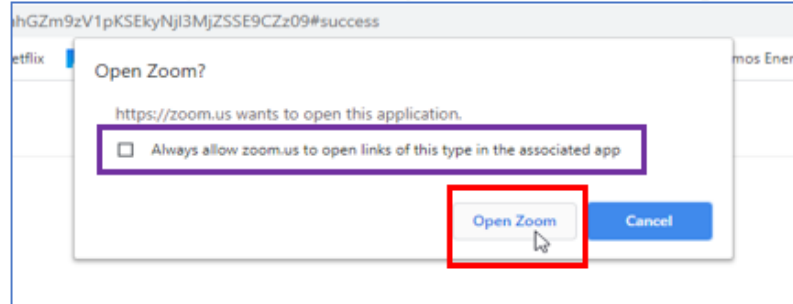 hGZm9zV1pKSEkyNjI3MjZSSE9CZz09#success
etflix
mos Ener
Open Zoom?
https://zoom.us wants to open this application.
Always allow zoom.us to open links of this type in the associated app
Open Zoom
Cancel